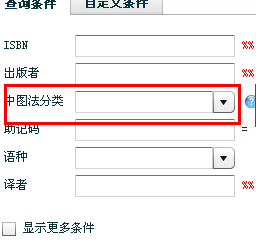 查询条件 自定义条件
ISBN %%
出版者 %%
中图法分类
助记码 =
语种
译者 %%
显示更多条件